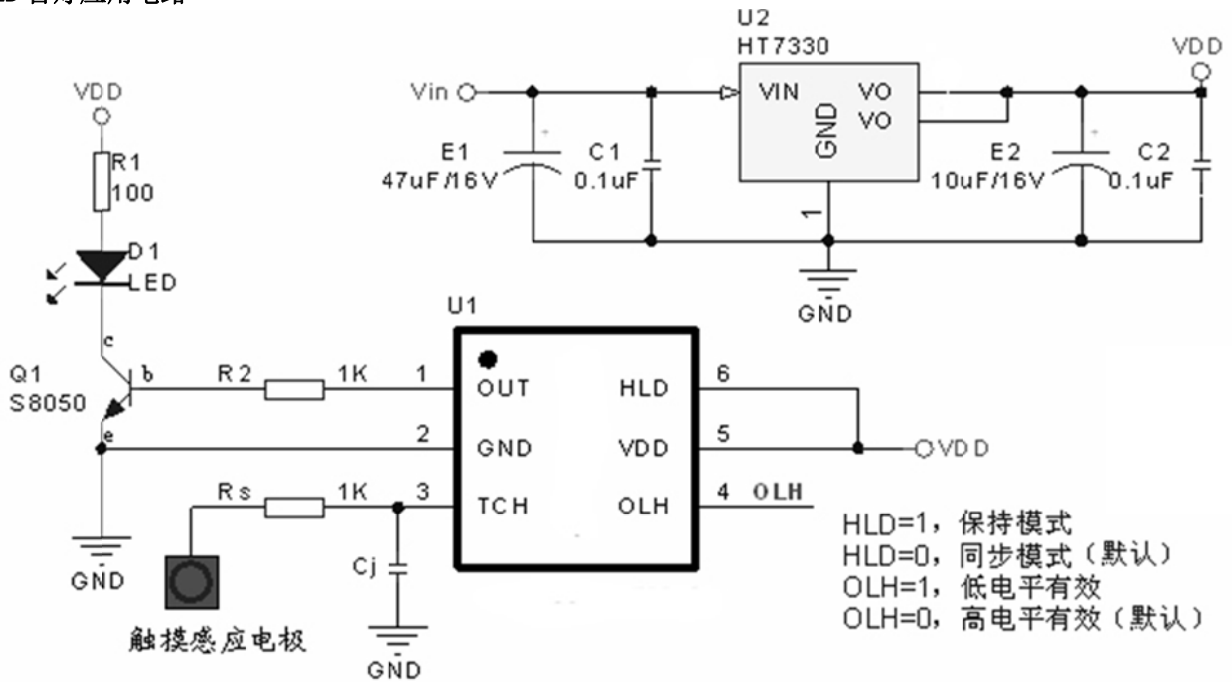 U2
HT7330
VDD
Vin
VIN
VO
VO
GND
E1
47uF/16V
C1
0.1uF
E2
10uF/16V
C2
0.1uF
1
GND
VDD
R1
100
D1
LED
c
Q1
S8050
b
e
R2
1K
1
GND
U1
OUT
HLD
6
2
GND
VDD
5
VDD
Rs
1K
3
TCH
OLH
4
OLH
Cj
GND
触摸感应电极
HLD=1，保持模式
HLD=0，同步模式（默认）
OLH=1，低电平有效
OLH=0，高电平有效（默认）